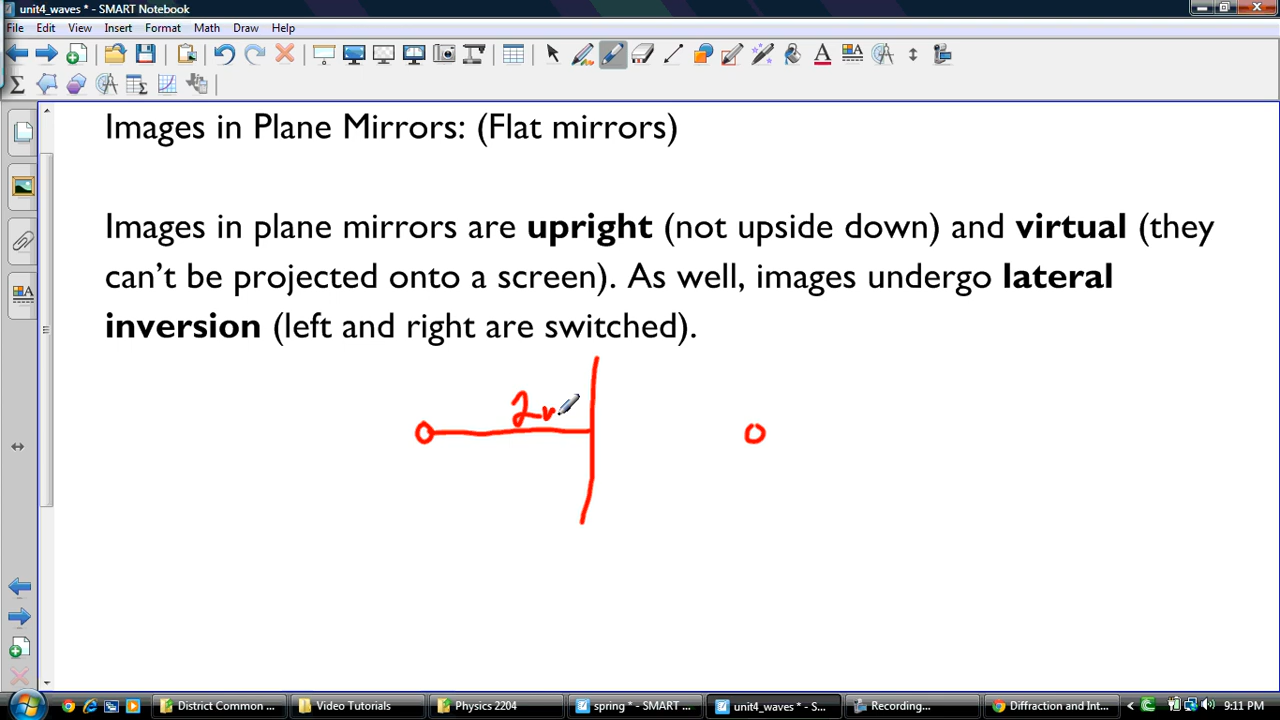 unit4_waves * - SMART Notebook
File Edit View Insert Format Math Draw Help
Images in Plane Mirrors: (Flat mirrors)
Images in plane mirrors are upright (not upside down) and virtual (they
can't be projected onto a screen). As well, images undergo lateral
inversion (left and right are switched).
2
District Common ... Video Tutorials Physics 2204 spring * - SMART ... unit4_waves * - S... Recording... Diffraction and Int... 9:11 PM